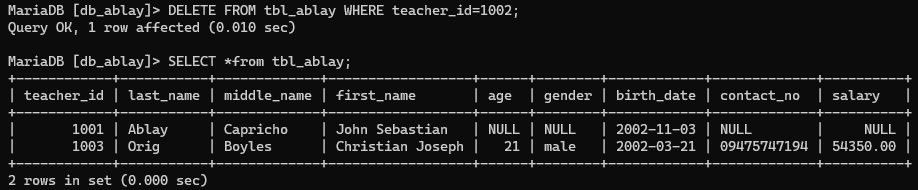 MariaDB [db_ablay]> DELETE FROM tbl_ablay WHERE teacher_id=1002;
Query OK, 1 row affected (0.010 sec)

MariaDB [db_ablay]> SELECT *from tbl_ablay;
+------------+-----------+-------------+------------------+------+--------+------------+-------------+----------+
| teacher_id | last_name | middle_name | first_name       | age  | gender | birth_date | contact_no  | salary   |
+------------+-----------+-------------+------------------+------+--------+------------+-------------+----------+
|       1001 | Ablay     | Capricho    | John Sebastian   | NULL | NULL   | 2002-11-03 | NULL        |     NULL |
|       1003 | Orig      | Boyles      | Christian Joseph |   21 | male   | 2002-03-21 | 09475747194 | 54350.00 |
+------------+-----------+-------------+------------------+------+--------+------------+-------------+----------+
2 rows in set (0.000 sec)